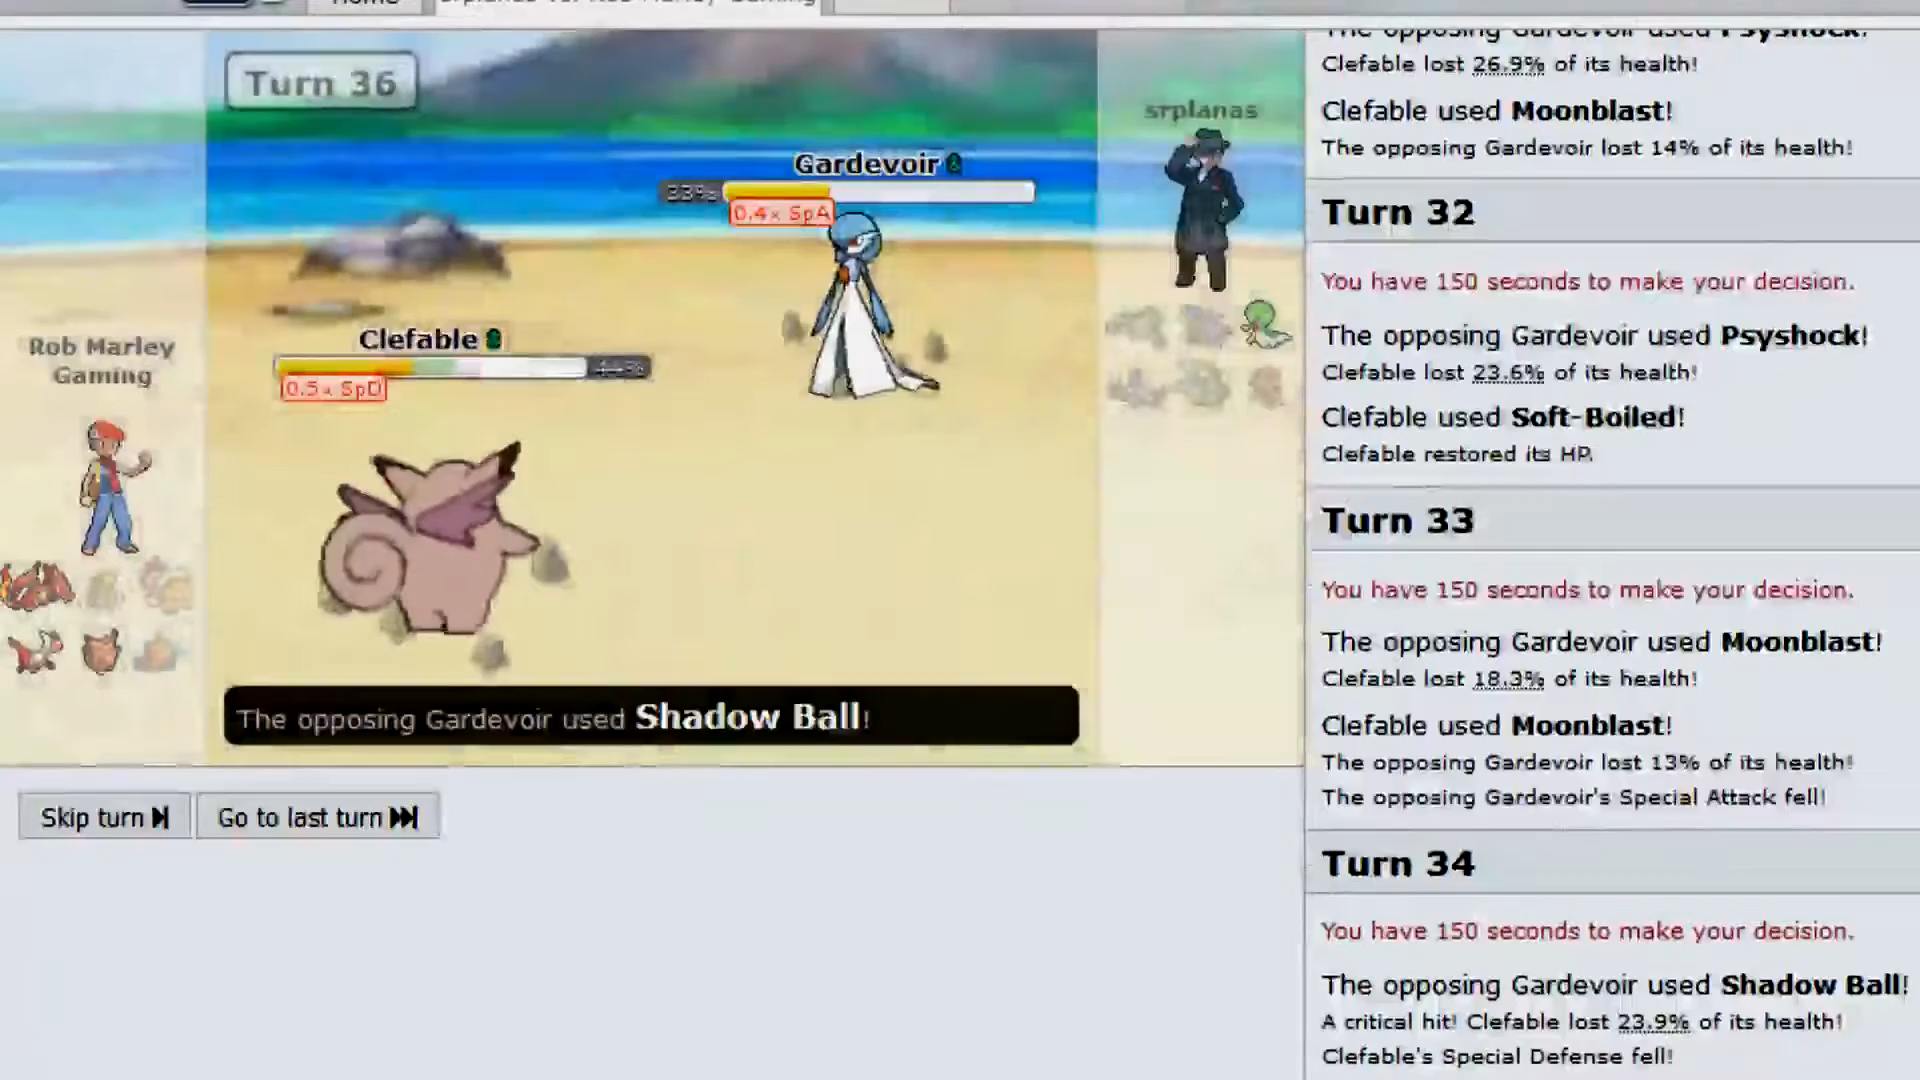 Home
Turn 36
srplanas
Gardevoir
33%
0.4× SpA
Clefable
0.5× SpD
Rob Marley
Gaming
The opposing Gardevoir used Shadow Ball!
Skip turn
Go to last turn
The opposing Gardevoir used Psyshock!
Clefable lost 26.9% of its health!
Clefable used Moonblast!
The opposing Gardevoir lost 14% of its health!
Turn 32
You have 150 seconds to make your decision.
The opposing Gardevoir used Psyshock!
Clefable lost 23.6% of its health!
Clefable used Soft-Boiled!
Clefable restored its HP.
Turn 33
You have 150 seconds to make your decision.
The opposing Gardevoir used Moonblast!
Clefable lost 18.3% of its health!
Clefable used Moonblast!
The opposing Gardevoir lost 13% of its health!
The opposing Gardevoir's Special Attack fell!
Turn 34
You have 150 seconds to make your decision.
The opposing Gardevoir used Shadow Ball!
A critical hit! Clefable lost 23.9% of its health!
Clefable's Special Defense fell!